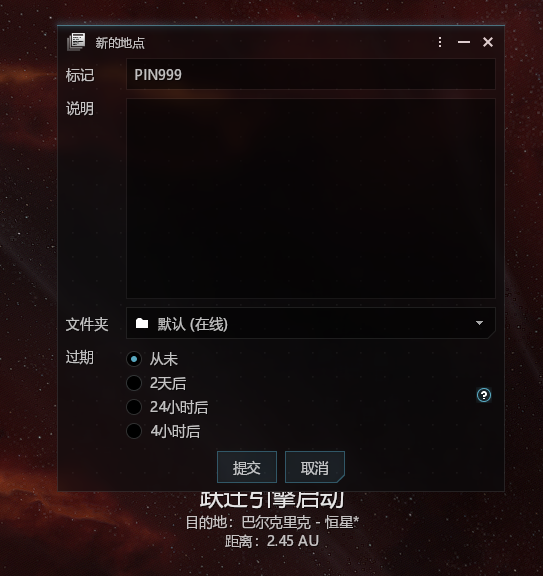 新的地点
标记
PIN999
说明
文件夹
默认 (在线)
过期
从未
2天后
24小时后
4小时后
?
提交
取消
跃迁引擎启动
目的地：巴尔克里克 - 恒星*
距离：2.45 AU